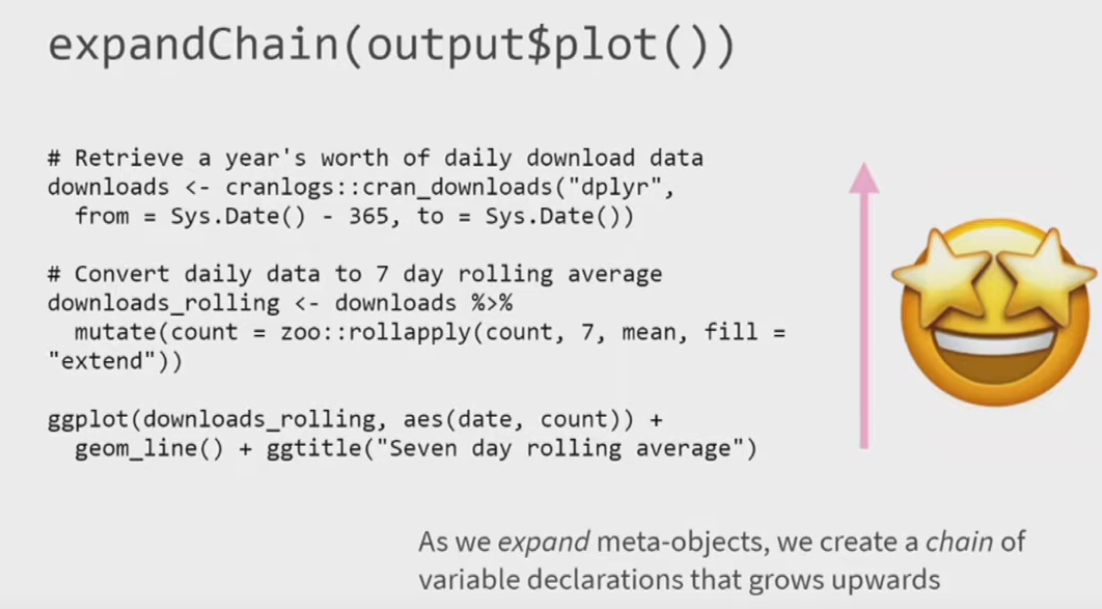 expandChain(output$plot())
# Retrieve a year's worth of daily download data
downloads <- cranlogs::cran_downloads("dplyr",
  from = Sys.Date() - 365, to = Sys.Date())
# Convert daily data to 7 day rolling average
downloads_rolling <- downloads %>%
  mutate(count = zoo::rollapply(count, 7, mean, fill =
"extend"))
ggplot(downloads_rolling, aes(date, count)) +
  geom_line() + ggtitle("Seven day rolling average")
As we expand meta-objects, we create a chain of
variable declarations that grows upwards